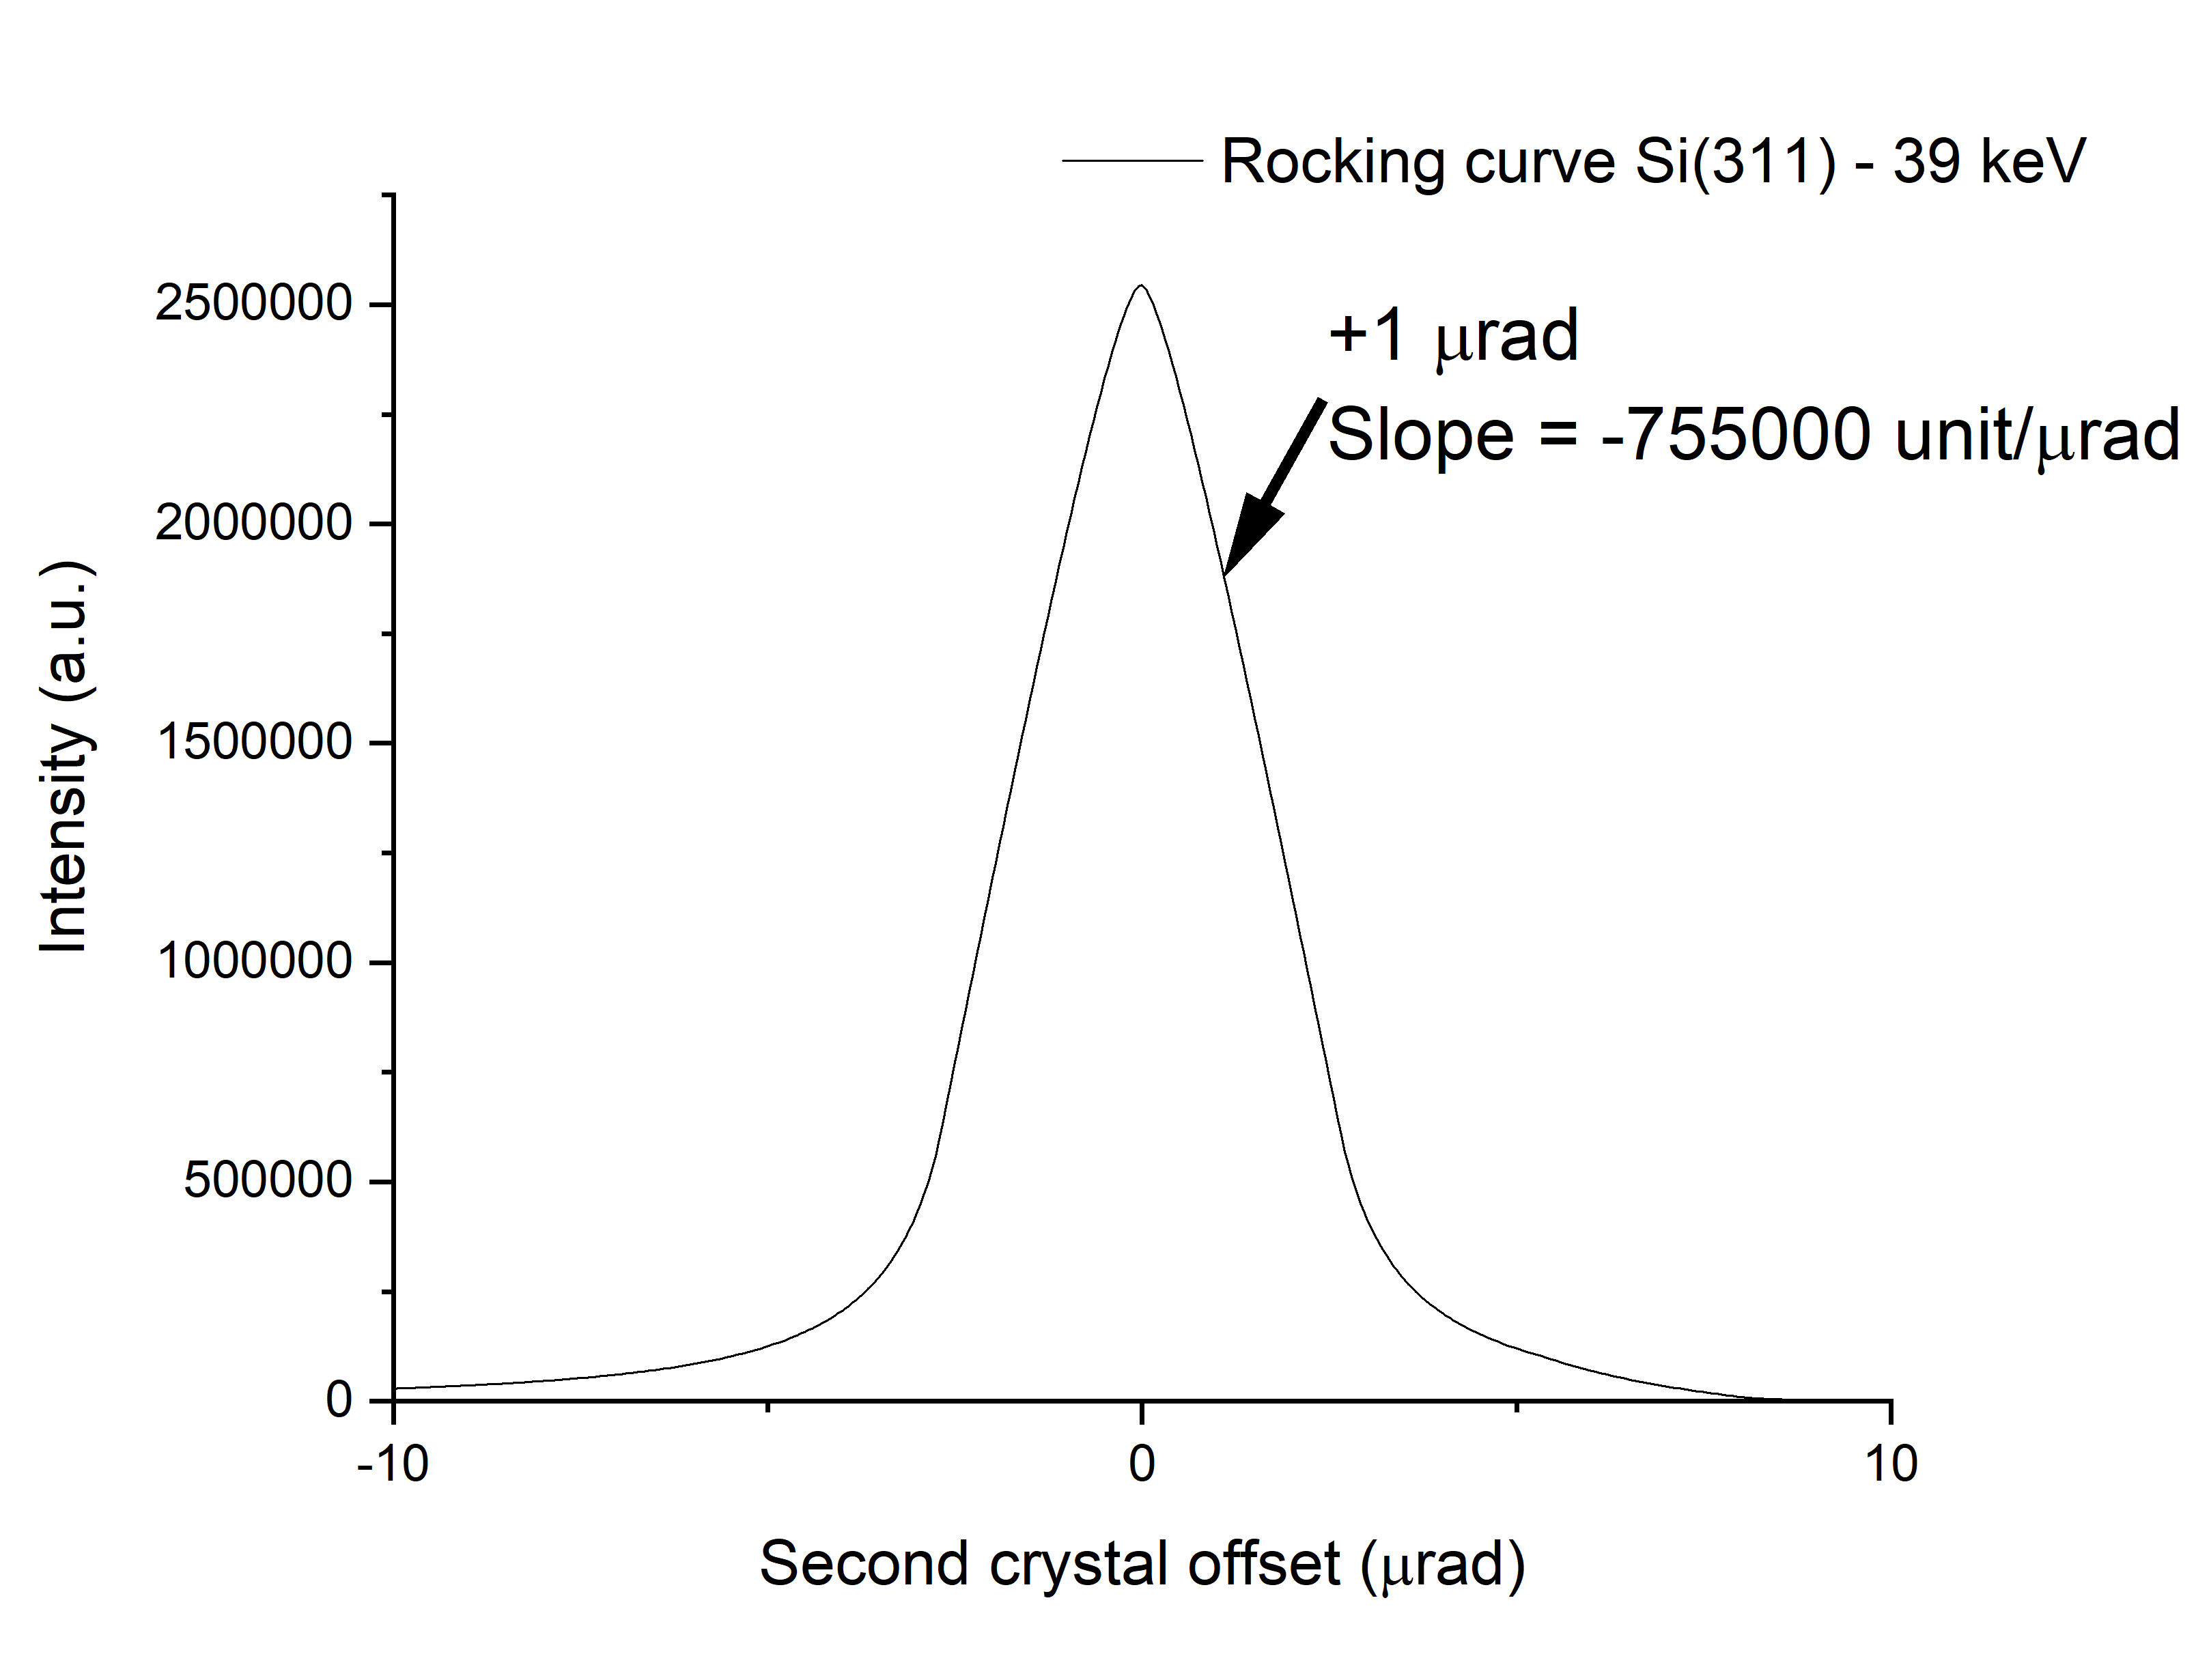 Rocking curve Si(311) - 39 keV
+1 μrad
Slope = -755000 unit/μrad
2500000
2000000
1500000
1000000
500000
0
Intensity (a.u.)
-10
0
10
Second crystal offset (μrad)